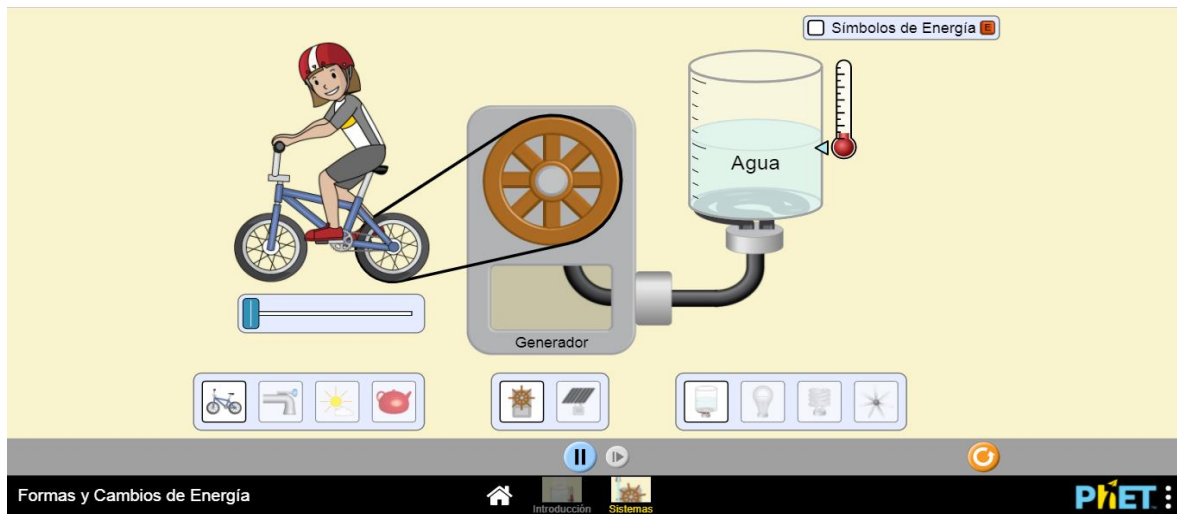 Símbolos de Energía E
Agua
Generador
Formas y Cambios de Energía
Introducción
Sistemas
PhET